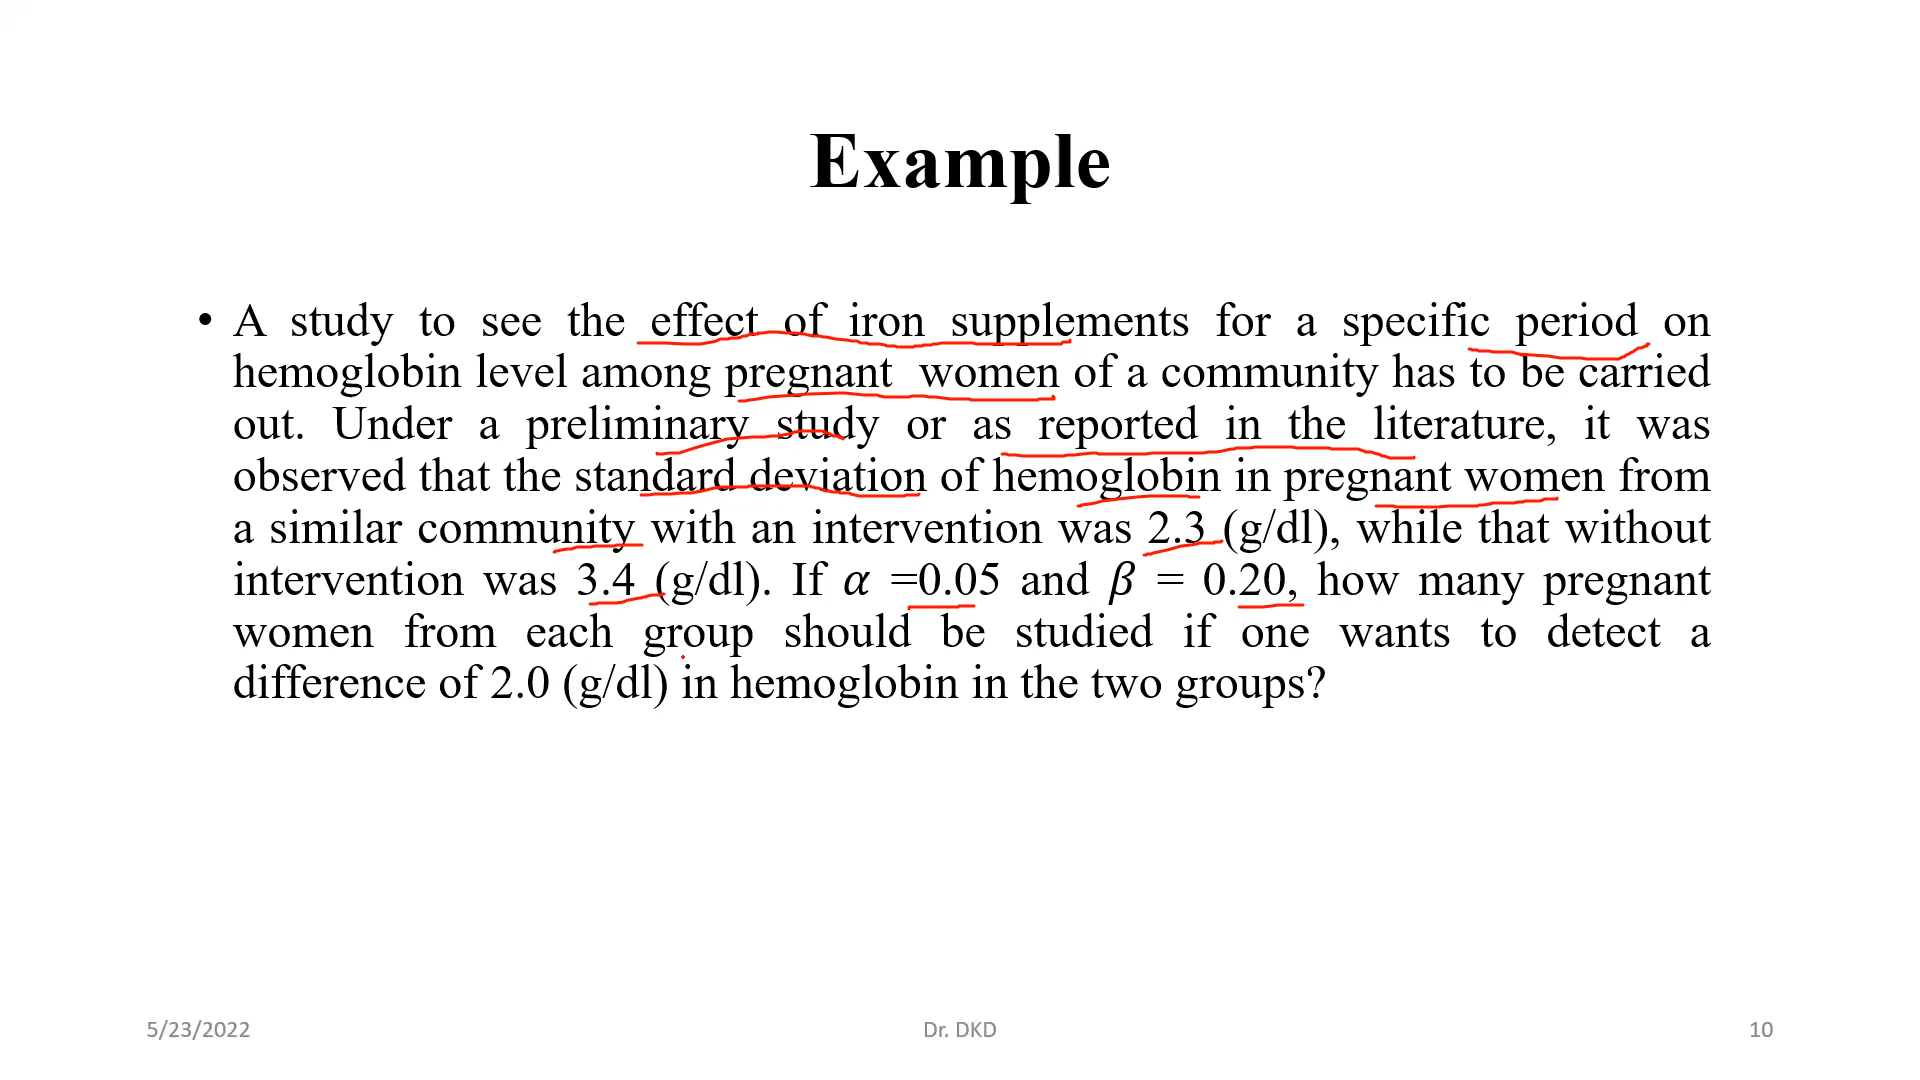 Example
• A study to see the effect of iron supplements for a specific period on
hemoglobin level among pregnant women of a community has to be carried
out. Under a preliminary study or as reported in the literature, it was
observed that the standard deviation of hemoglobin in pregnant women from
a similar community with an intervention was 2.3 (g/dl), while that without
intervention was 3.4 (g/dl). If α =0.05 and β = 0.20, how many pregnant
women from each group should be studied if one wants to detect a
difference of 2.0 (g/dl) in hemoglobin in the two groups?
5/23/2022 Dr. DKD 10